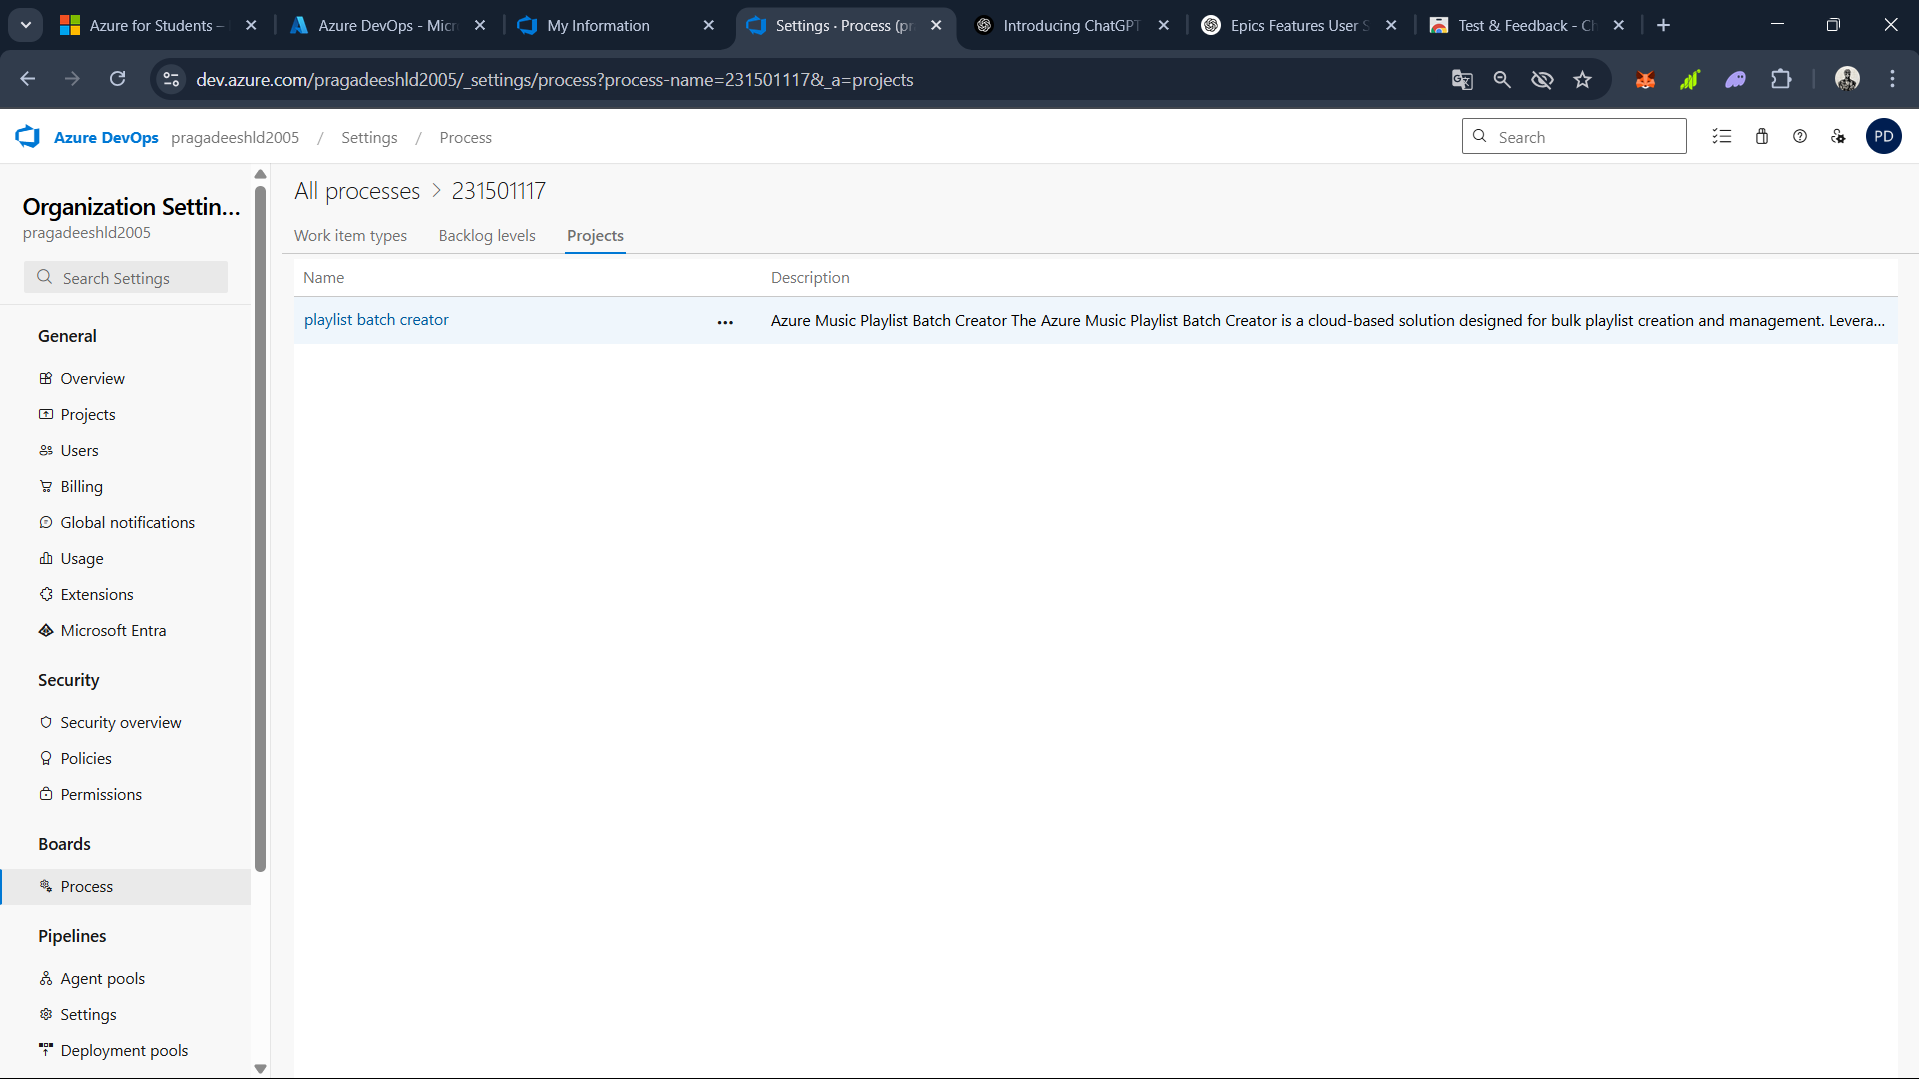 Azure for Students –
Azure DevOps - Micr
My Information
Settings · Process (pr
Introducing ChatGPT
Epics Features User S
Test & Feedback - Ch
dev.azure.com/pragadeeshld2005/_settings/process?process-name=231501117&_a=projects
Azure DevOps pragadeeshld2005 / Settings / Process
Search
PD
Organization Settin...
pragadeeshld2005
Search Settings
General
Overview
Projects
Users
Billing
Global notifications
Usage
Extensions
Microsoft Entra
Security
Security overview
Policies
Permissions
Boards
Process
Pipelines
Agent pools
Settings
Deployment pools
All processes > 231501117
Work item types Backlog levels Projects
Name Description
playlist batch creator ... Azure Music Playlist Batch Creator The Azure Music Playlist Batch Creator is a cloud-based solution designed for bulk playlist creation and management. Levera...